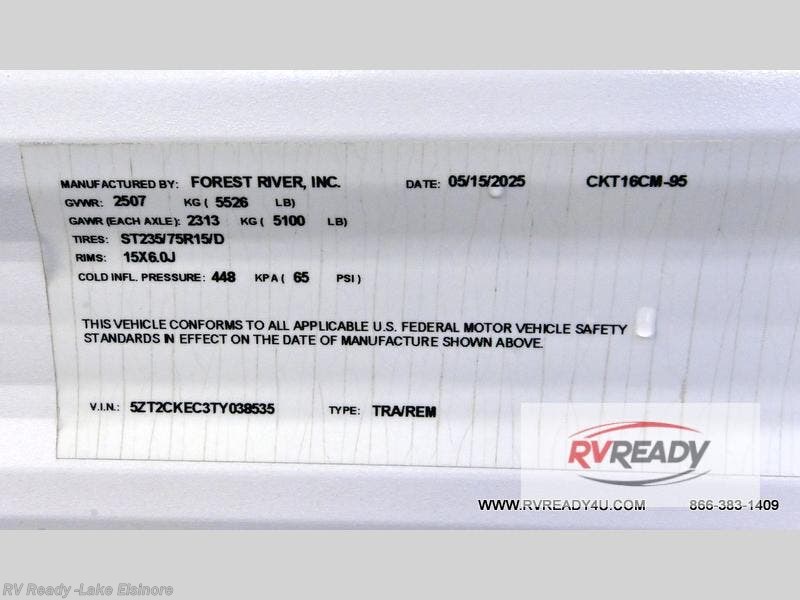 MANUFACTURED BY: FOREST RIVER, INC. DATE: 05/15/2025 CKT16CM-95
GVWR: 2507 KG ( 5526 LB)
GAWR (EACH AXLE): 2313 KG ( 5100 LB)
TIRES: ST235/75R15/D
RIMS: 15X6.0J
COLD INFL. PRESSURE: 448 KPA ( 65 PSI )
THIS VEHICLE CONFORMS TO ALL APPLICABLE U.S. FEDERAL MOTOR VEHICLE SAFETY
STANDARDS IN EFFECT ON THE DATE OF MANUFACTURE SHOWN ABOVE.
V.I.N.: 5ZT2CKEC3TY038535 TYPE: TRA/REM
RVREADY
WWW.RVREADY4U.COM 866-383-1409
RV Ready -Lake Elsinore